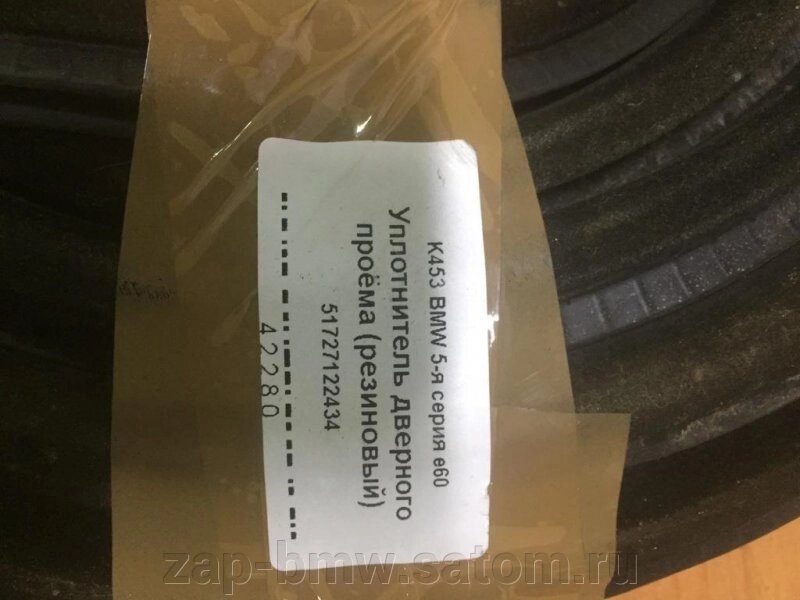 K453 BMW 5-я серия e60
Уплотнитель дверного
проёма (резиновый)
51727122434
42280
zap-bmw.satom.ru